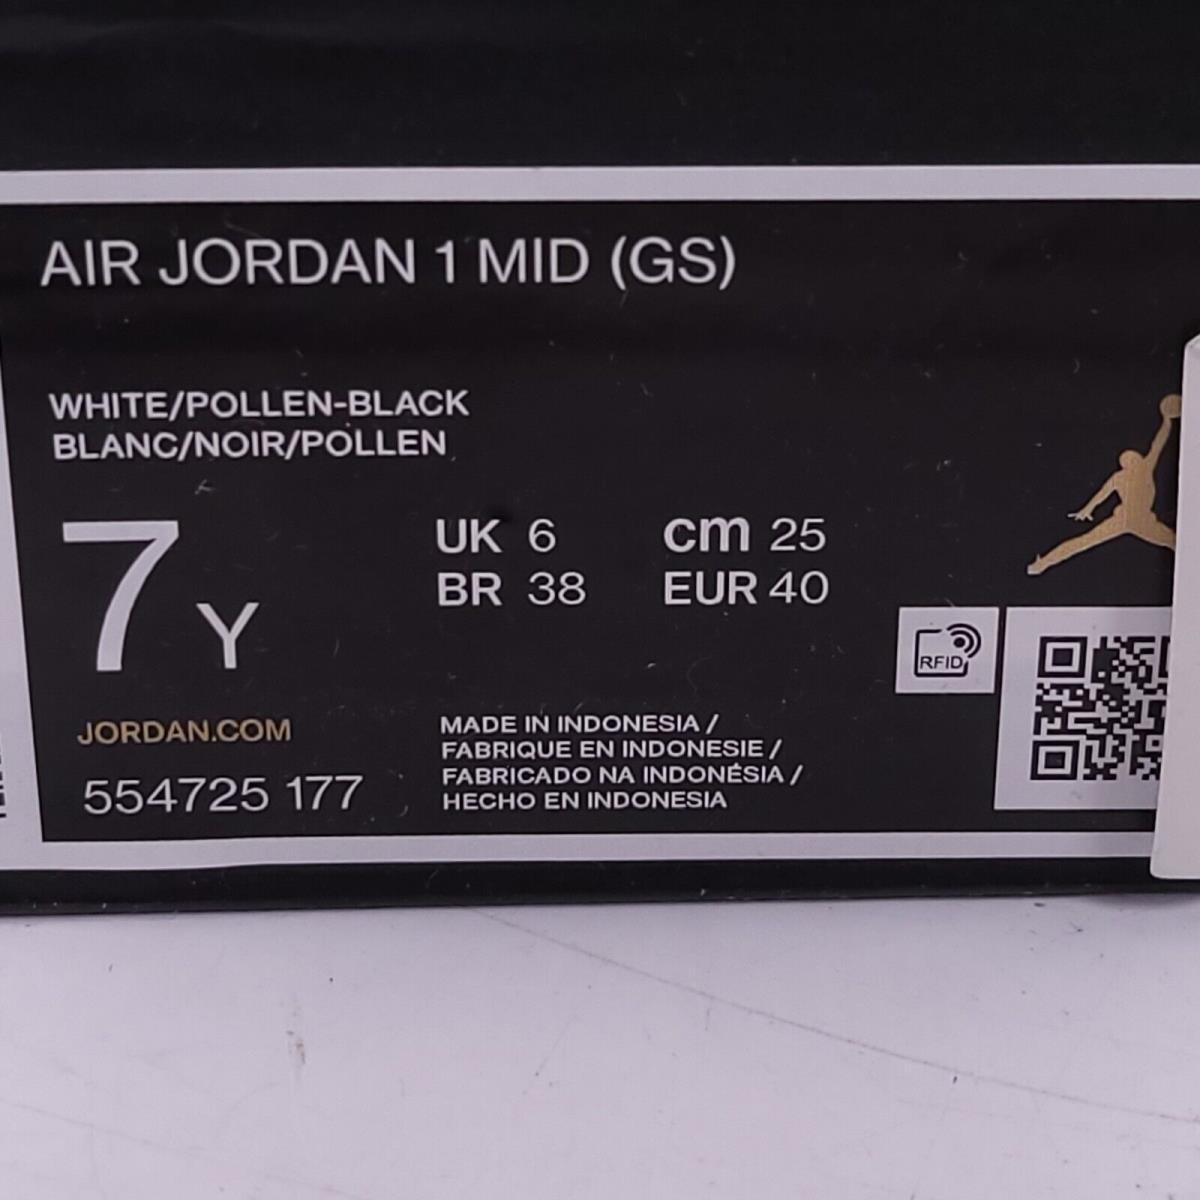 AIR JORDAN 1 MID (GS)
WHITE/POLLEN-BLACK
BLANC/NOIR/POLLEN
7 Y
UK 6 cm 25
BR 38 EUR 40
RFID
JORDAN.COM
554725 177
MADE IN INDONESIA /
FABRIQUE EN INDONESIE /
FABRICADO NA INDONÉSIA /
HECHO EN INDONESIA